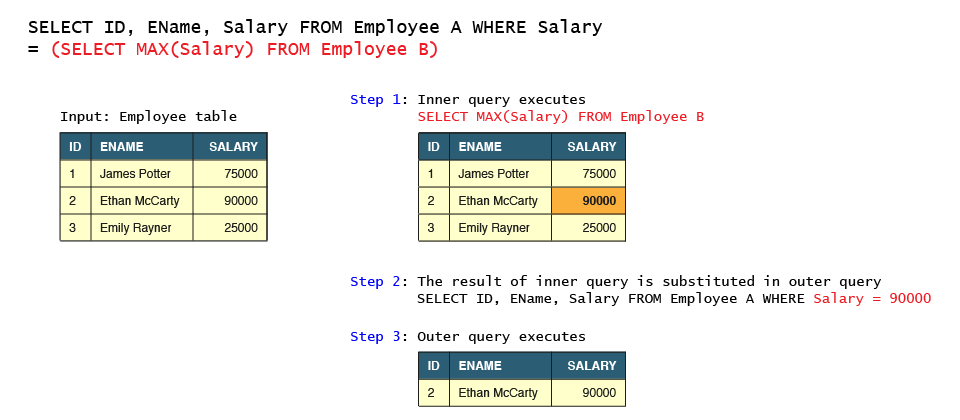 SELECT ID, EName, Salary FROM Employee A WHERE Salary
= (SELECT MAX(Salary) FROM Employee B)
Input: Employee table
ID ENAME SALARY
1 James Potter 75000
2 Ethan McCarty 90000
3 Emily Rayner 25000
Step 1: Inner query executes
SELECT MAX(Salary) FROM Employee B
ID ENAME SALARY
1 James Potter 75000
2 Ethan McCarty 90000
3 Emily Rayner 25000
Step 2: The result of inner query is substituted in outer query
SELECT ID, EName, Salary FROM Employee A WHERE Salary = 90000
Step 3: Outer query executes
ID ENAME SALARY
2 Ethan McCarty 90000